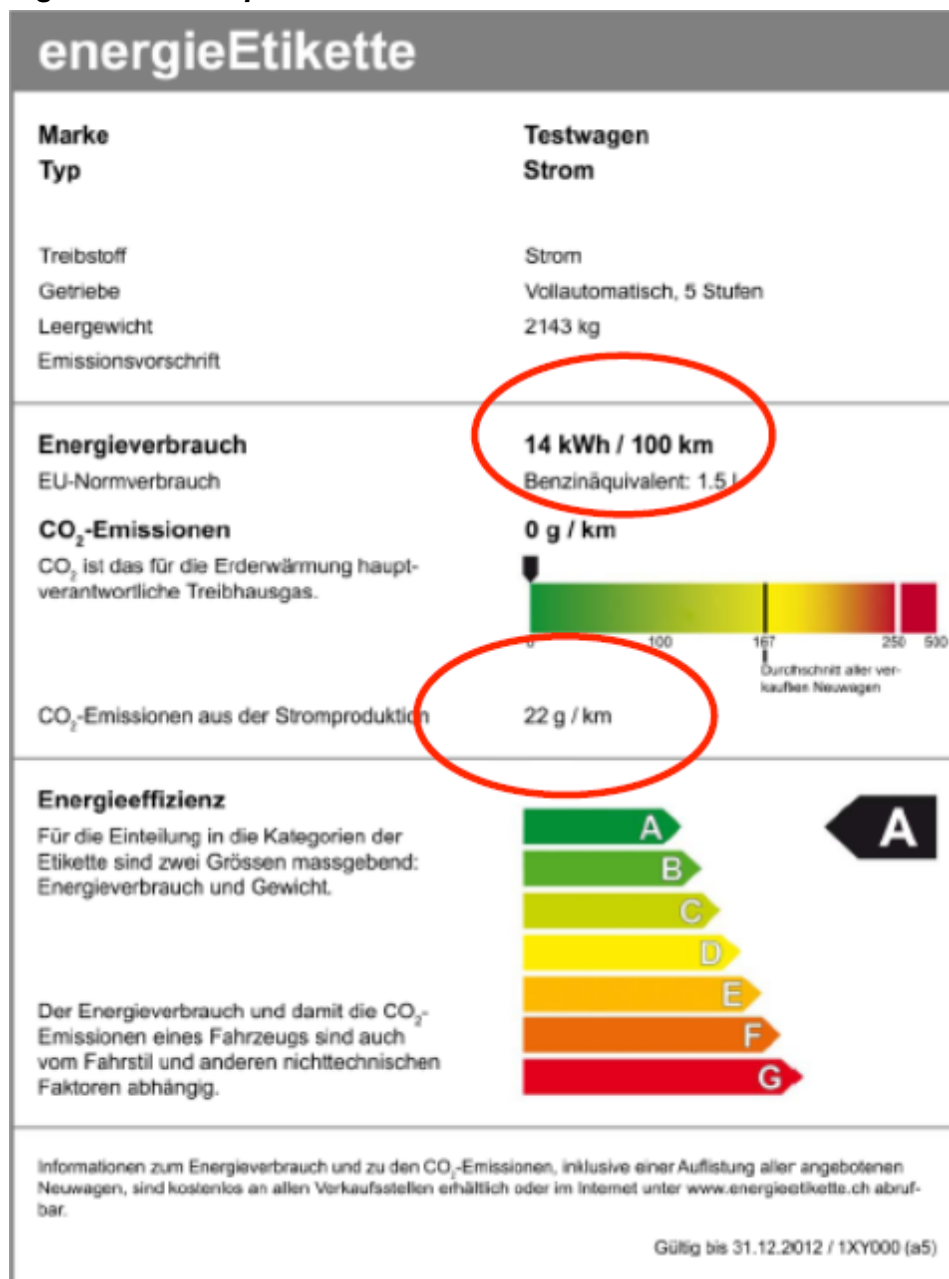 energieEtikette
Marke Testwagen
Typ Strom
Treibstoff Strom
Getriebe Vollautomatisch, 5 Stufen
Leergewicht 2143 kg
Emissionsvorschrift
Energieverbrauch 14 kWh / 100 km
EU-Normverbrauch Benzinäquivalent: 1.5 L
CO₂-Emissionen 0 g / km
CO₂ ist das für die Erderwärmung haupt-
verantwortliche Treibhausgas.
0 100 167 250 500
Durchschnitt aller ver-
kauften Neuwagen
CO₂-Emissionen aus der Stromproduktion 22 g / km
Energieeffizienz
Für die Einteilung in die Kategorien der
Etikette sind zwei Grössen massgebend:
Energieverbrauch und Gewicht.
A A
B
C
D
E
F
G
Der Energieverbrauch und damit die CO₂-
Emissionen eines Fahrzeugs sind auch
vom Fahrstil und anderen nichttechnischen
Faktoren abhängig.
Informationen zum Energieverbrauch und zu den CO₂-Emissionen, inklusive einer Auflistung aller angebotenen
Neuwagen, sind kostenlos an allen Verkaufsstellen erhältlich oder im Internet unter www.energieetikette.ch abruf-
bar.
Gültig bis 31.12.2012 / 1XY000 (a5)